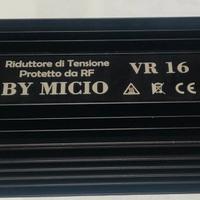 Riduttore di Tensione
Protetto da RF
VR 16
BY MICIO
CE